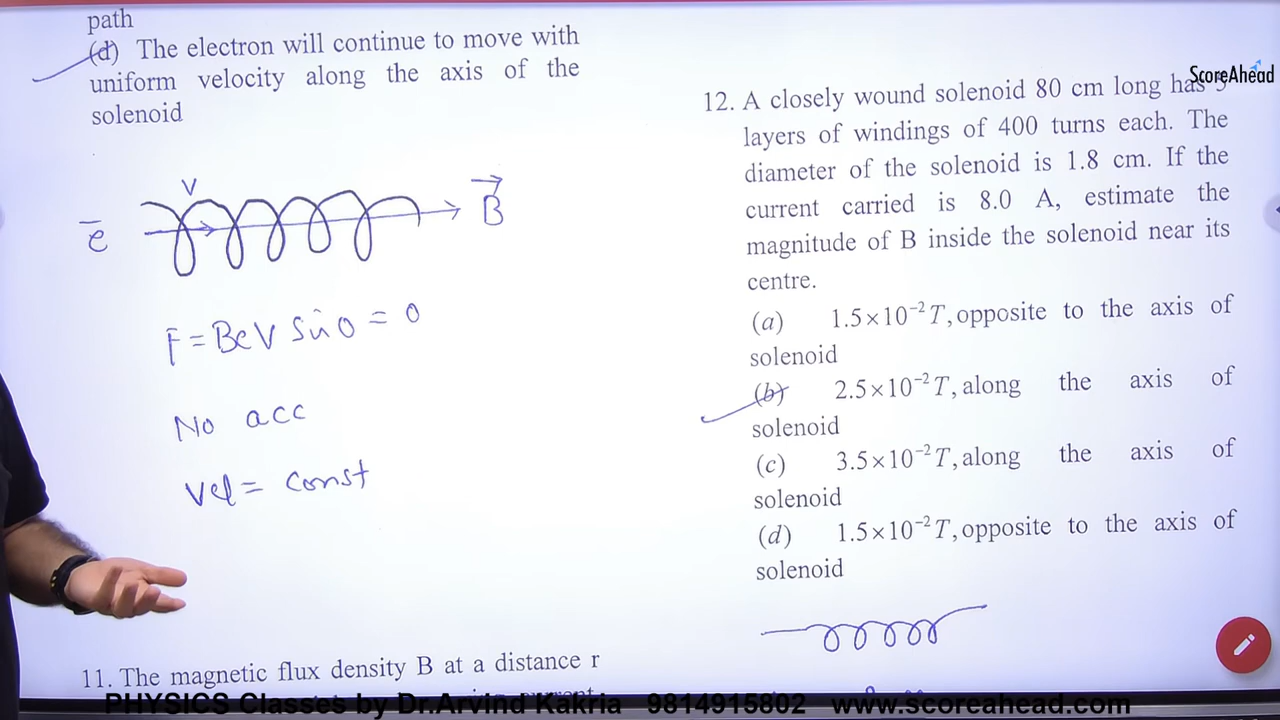 path
(d) The electron will continue to move with
uniform velocity along the axis of the
solenoid
V
e̅
B⃗
F = BeV Sin 0 = 0
No acc
Vel = Const
11. The magnetic flux density B at a distance r
ScoreAhead
12. A closely wound solenoid 80 cm long has 5
layers of windings of 400 turns each. The
diameter of the solenoid is 1.8 cm. If the
current carried is 8.0 A, estimate the
magnitude of B inside the solenoid near its
centre.
(a) 1.5×10⁻² T, opposite to the axis of
solenoid
(b) 2.5×10⁻² T, along the axis of
solenoid
(c) 3.5×10⁻² T, along the axis of
solenoid
(d) 1.5×10⁻² T, opposite to the axis of
solenoid
PHYSICS Classes by Dr.Arvind Kakria 9814915802 www.scoreahead.com